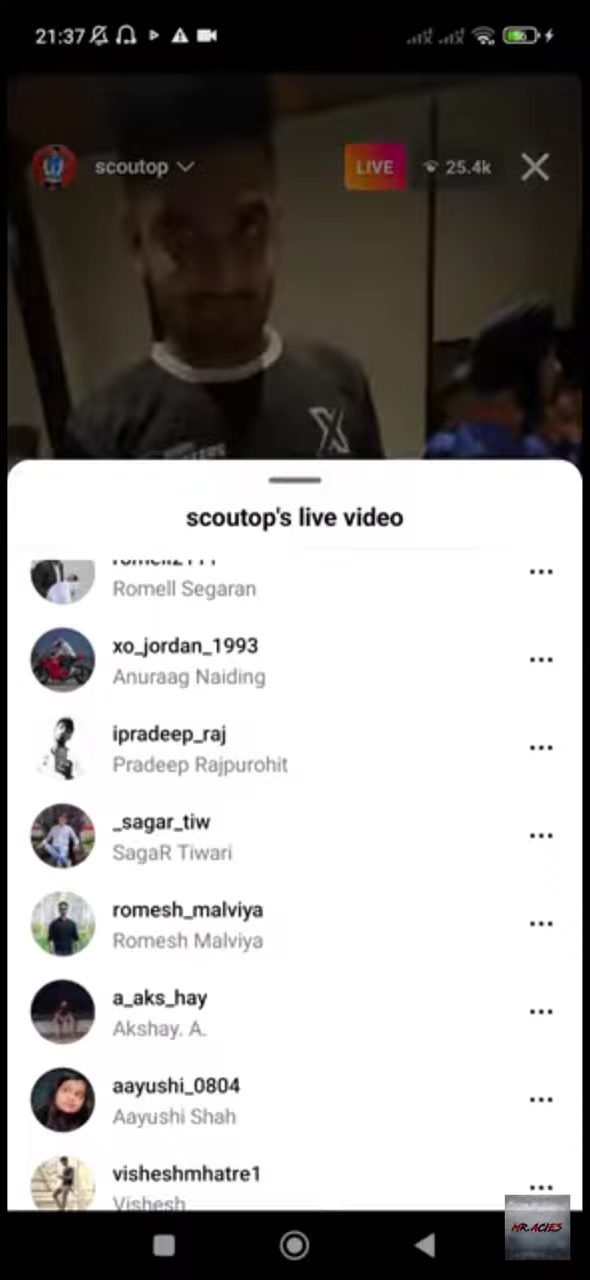 21:37
56
scoutop
LIVE
25.4k
scoutop's live video
Romell Segaran
xo_jordan_1993
Anuraag Naiding
ipradeep_raj
Pradeep Rajpurohit
_sagar_tiw
SagaR Tiwari
romesh_malviya
Romesh Malviya
a_aks_hay
Akshay. A.
aayushi_0804
Aayushi Shah
visheshmhatre1
Vishesh
MR.ACIES